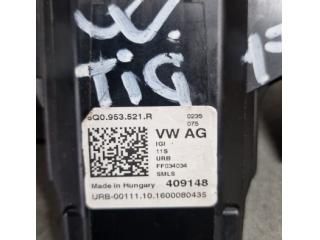 W
TiG
5Q0.953.521.R
0235
075
VW AG
IGI
11S
URB
FF034034
SMLS
Made in Hungary 409148
URB-00111.10.1600080435